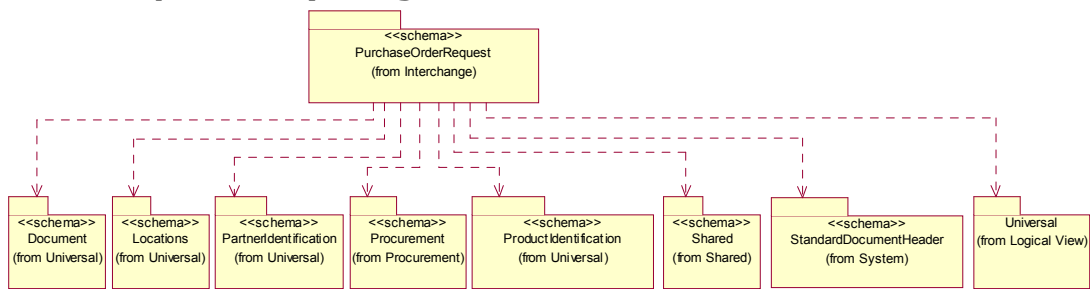 <<schema>>
PurchaseOrderRequest
(from Interchange)
<<schema>>
Document
(from Universal)
<<schema>>
Locations
(from Universal)
<<schema>>
PartnerIdentification
(from Universal)
<<schema>>
Procurement
(from Procurement)
<<schema>>
ProductIdentification
(from Universal)
<<schema>>
Shared
(from Shared)
<<schema>>
StandardDocumentHeader
(from System)
Universal
(from Logical View)